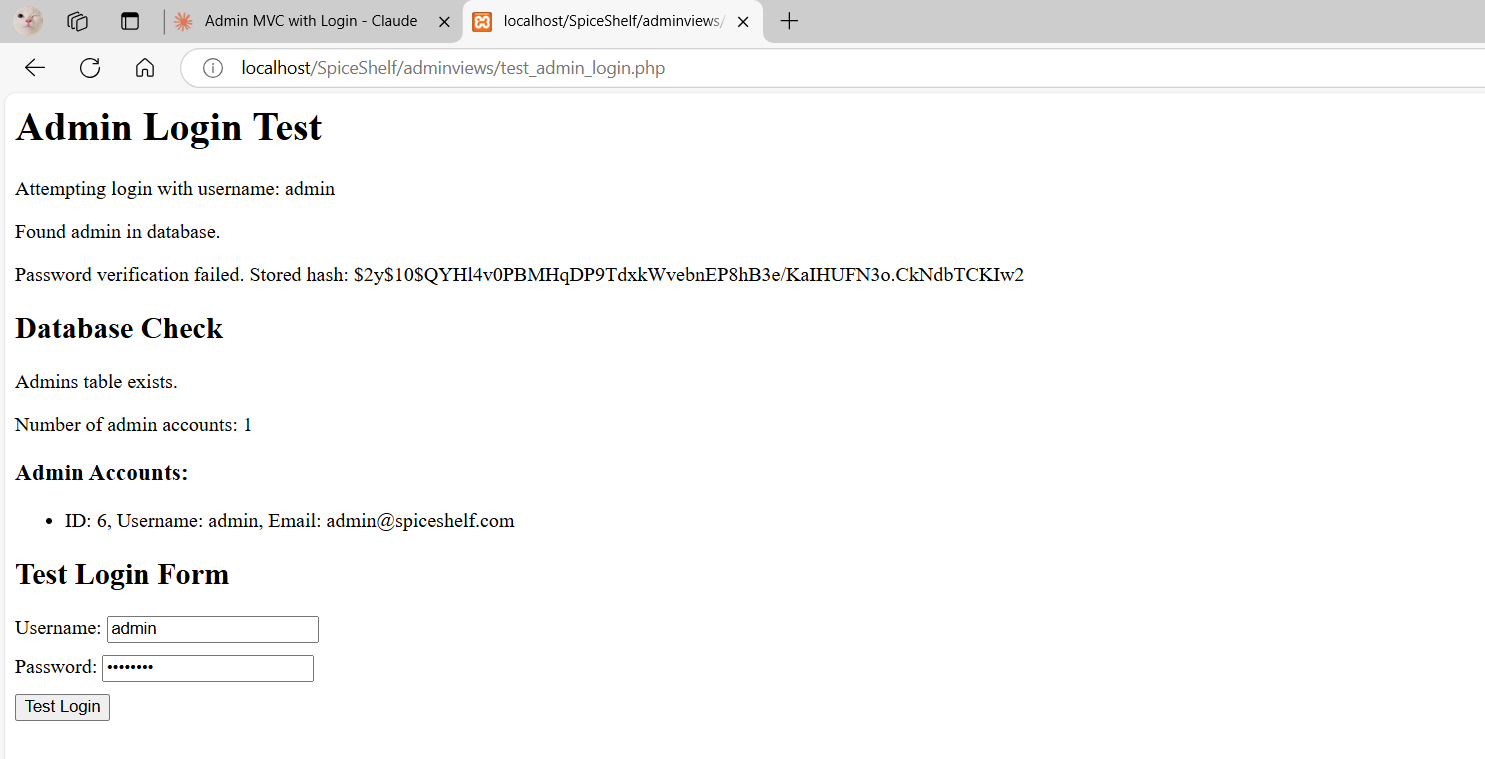 Admin MVC with Login - Claude
localhost/SpiceShelf/adminviews/
localhost/SpiceShelf/adminviews/test_admin_login.php
Admin Login Test
Attempting login with username: admin
Found admin in database.
Password verification failed. Stored hash: $2y$10$QYHl4v0PBMHqDP9TdxkWvebnEP8hB3e/KaIHUFN3o.CkNdbTCKIw2
Database Check
Admins table exists.
Number of admin accounts: 1
Admin Accounts:
• ID: 6, Username: admin, Email: admin@spiceshelf.com
Test Login Form
Username: admin
Password: ••••••••
Test Login